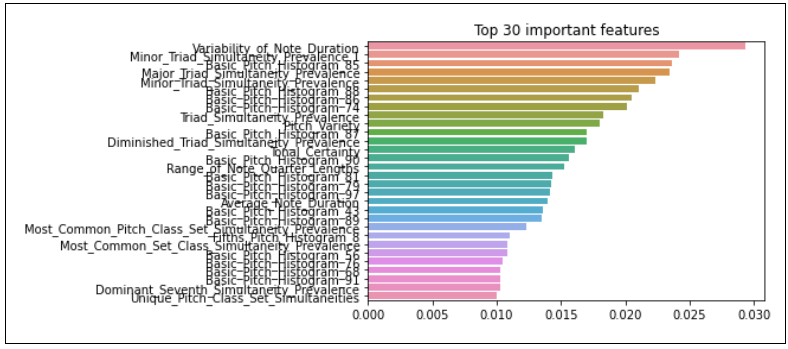 Top 30 important features
Variability_of_Note_Duration
Minor_Triad_Simultaneity_Prevalence.1
Basic_Pitch_Histogram_85
Major_Triad_Simultaneity_Prevalence
Minor_Triad_Simultaneity_Prevalence
Basic_Pitch_Histogram_88
Basic_Pitch_Histogram_86
Basic_Pitch_Histogram_74
Triad_Simultaneity_Prevalence
Pitch_Variety
Basic_Pitch_Histogram_87
Diminished_Triad_Simultaneity_Prevalence
Tonal_Certainty
Basic_Pitch_Histogram_90
Range_of_Note_Quarter_Lengths
Basic_Pitch_Histogram_81
Basic_Pitch_Histogram_79
Basic_Pitch_Histogram_97
Average_Note_Duration
Basic_Pitch_Histogram_43
Basic_Pitch_Histogram_89
Most_Common_Pitch_Class_Set_Simultaneity_Prevalence
Fifths_Pitch_Histogram_8
Most_Common_Set_Class_Simultaneity_Prevalence
Basic_Pitch_Histogram_56
Basic_Pitch_Histogram_76
Basic_Pitch_Histogram_68
Basic_Pitch_Histogram_91
Dominant_Seventh_Simultaneity_Prevalence
Unique_Pitch_Class_Set_Simultaneities
0.000 0.005 0.010 0.015 0.020 0.025 0.030